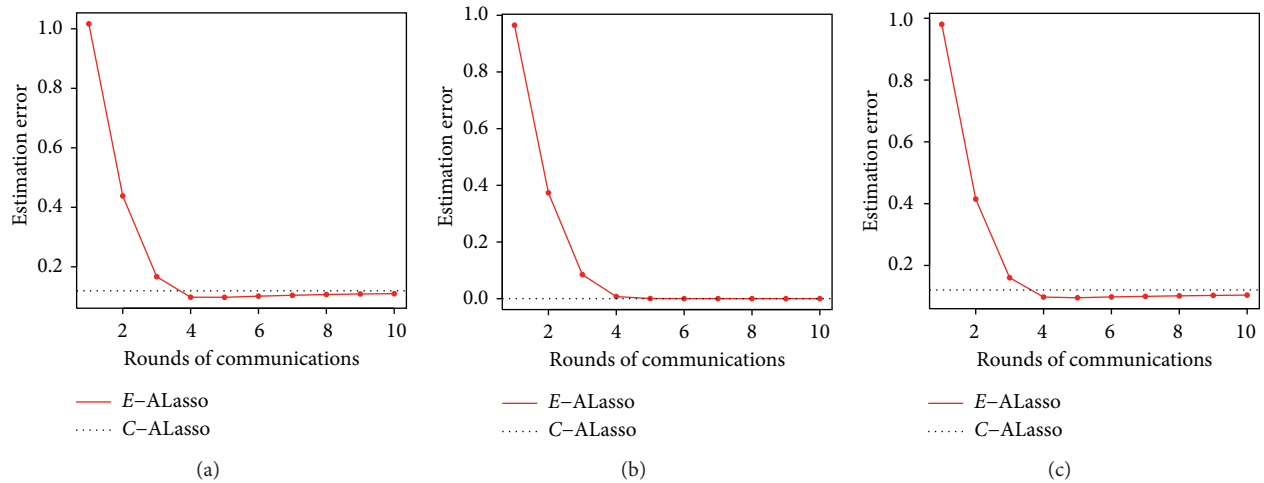 Estimation error
1.0
0.8
0.6
0.4
0.2
2 4 6 8 10
Rounds of communications
E−ALasso
C−ALasso
(a)
Estimation error
1.0
0.8
0.6
0.4
0.2
0.0
2 4 6 8 10
Rounds of communications
E−ALasso
C−ALasso
(b)
Estimation error
1.0
0.8
0.6
0.4
0.2
2 4 6 8 10
Rounds of communications
E−ALasso
C−ALasso
(c)